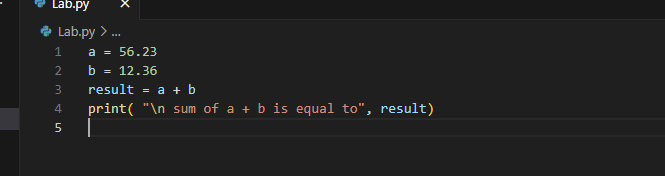 Lab.py X
Lab.py > ...
1 a = 56.23
2 b = 12.36
3 result = a + b
4 print( "\n sum of a + b is equal to", result)
5